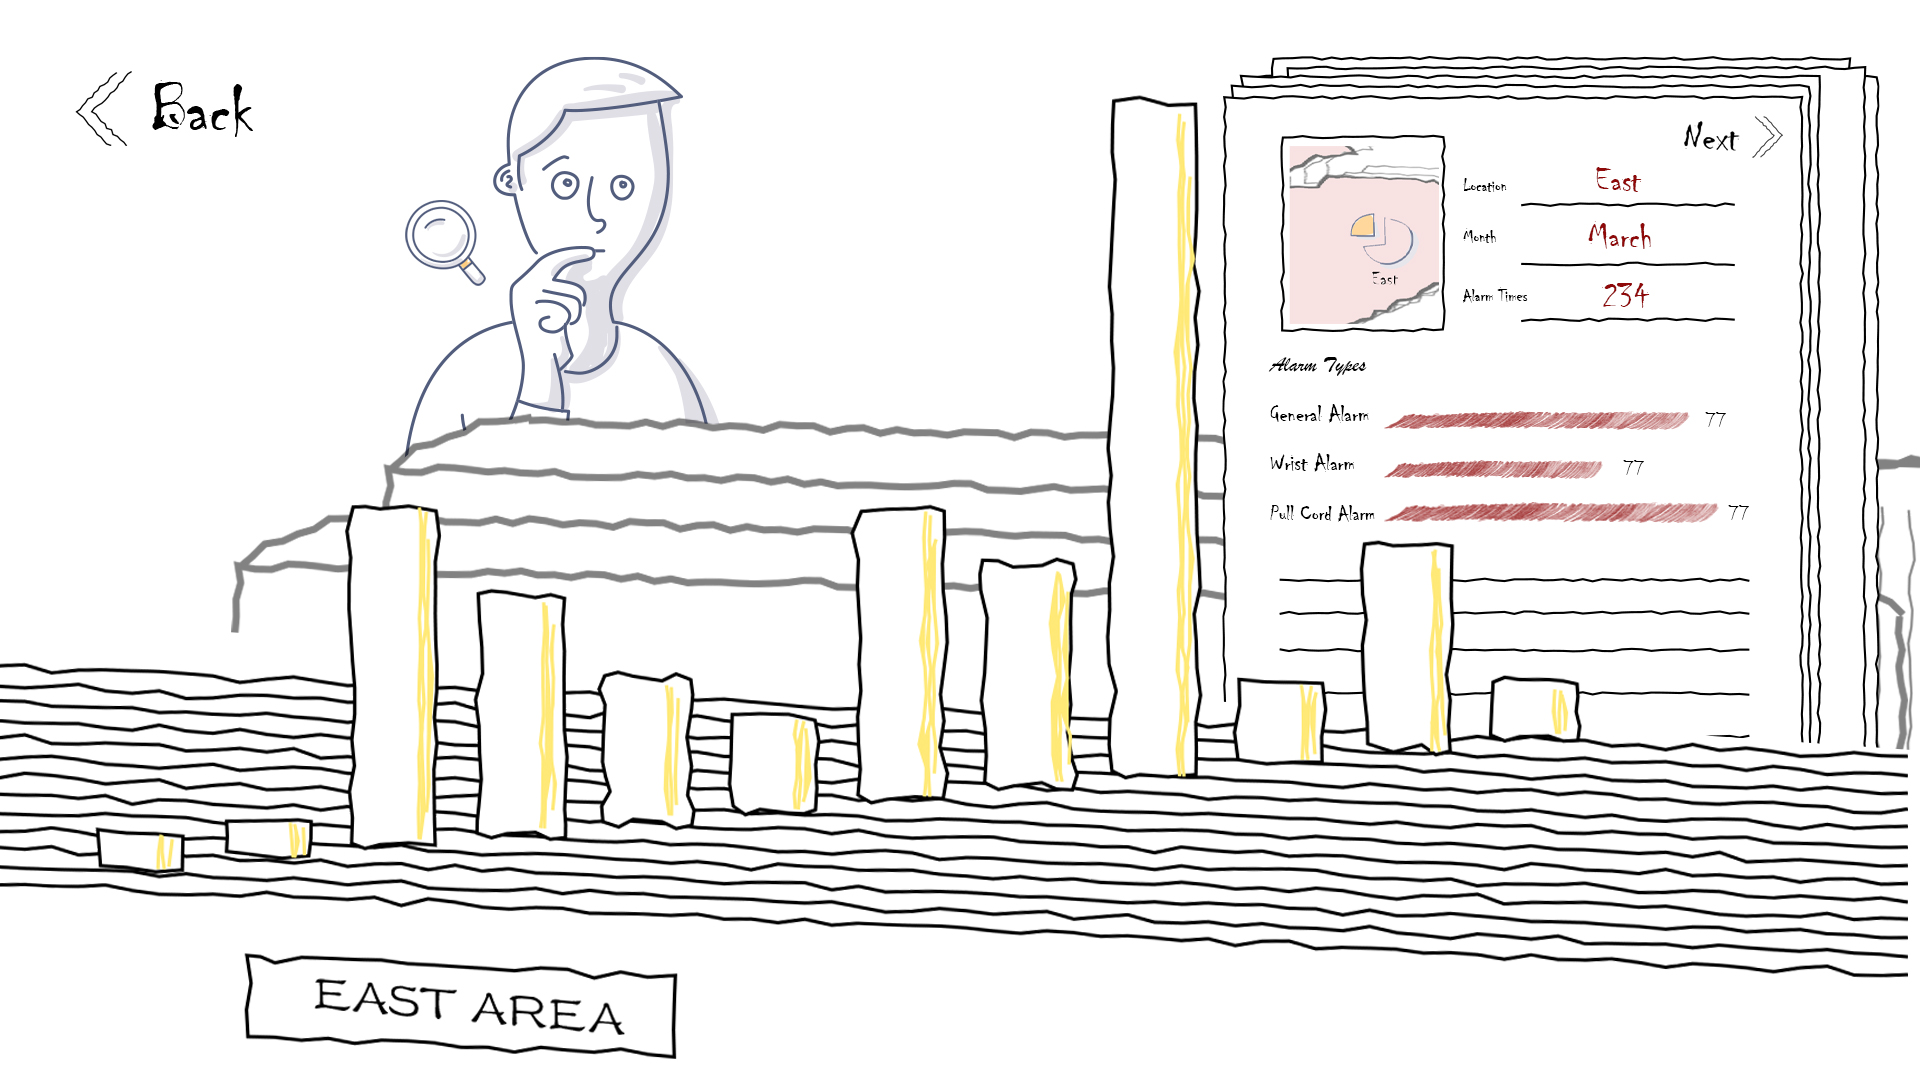 Back
Next
Location East
Month March
Alarm Times 234
East
Alarm Types
General Alarm 77
Wrist Alarm 77
Pull Cord Alarm 77
EAST AREA